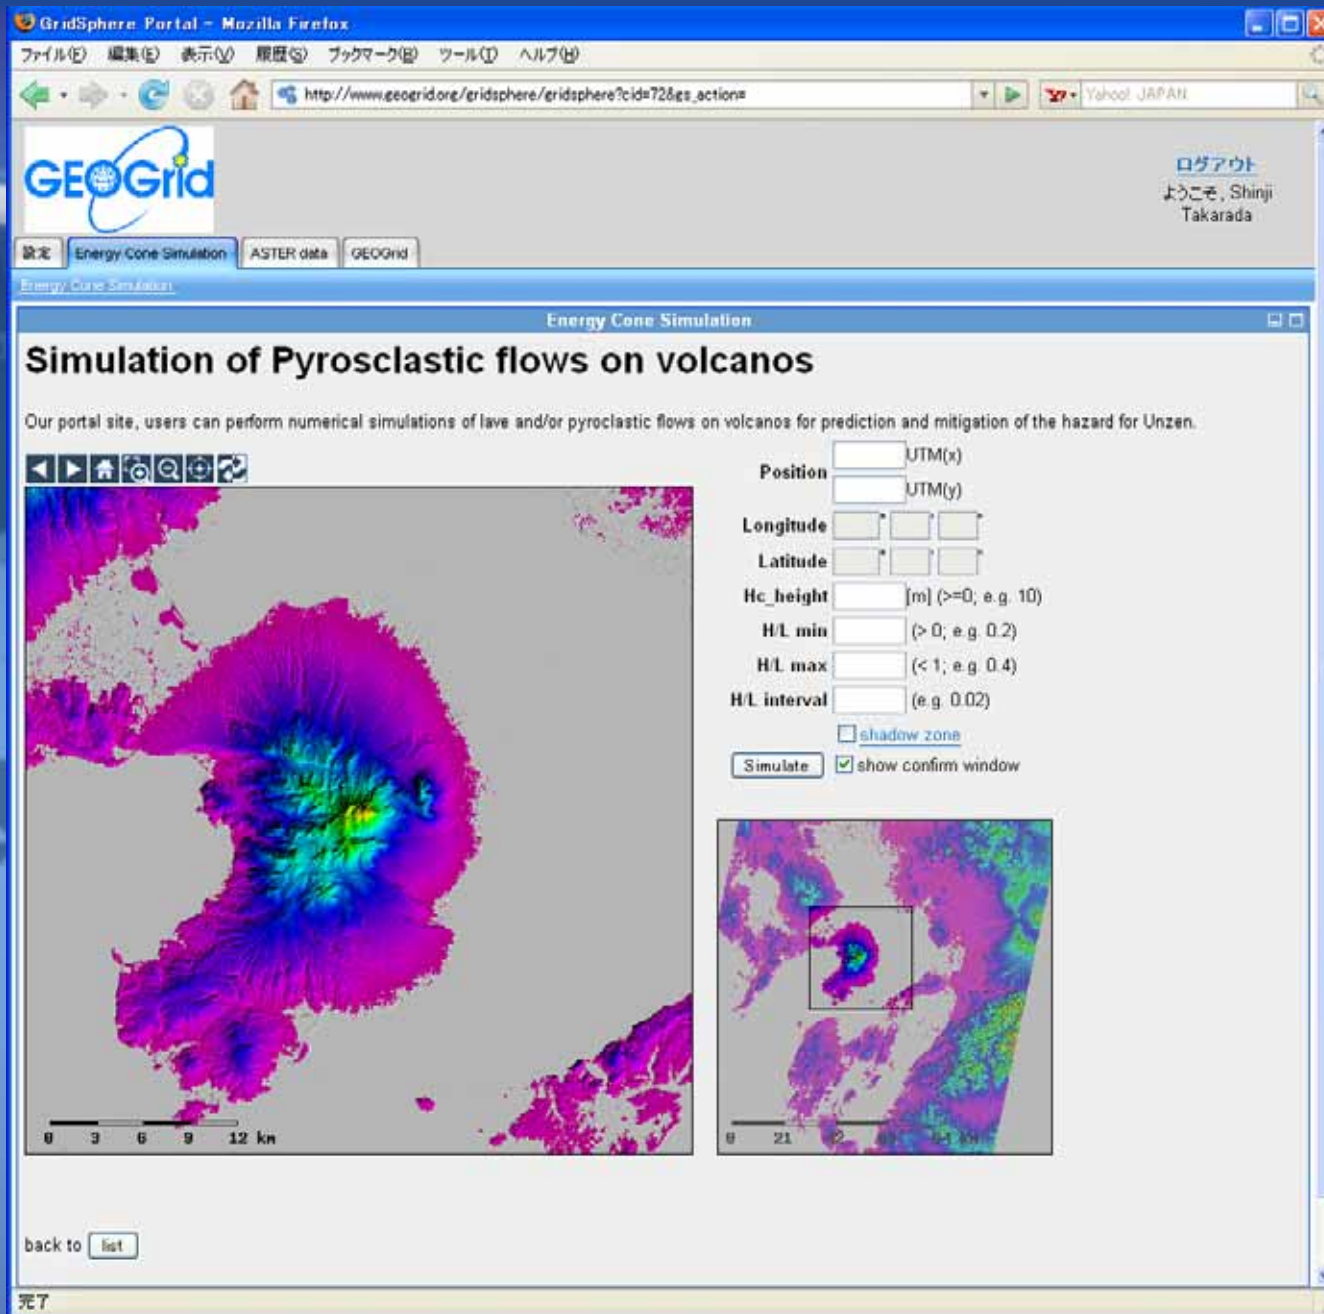 GridSphere Portal - Mozilla Firefox
ファイル(F) 編集(E) 表示(V) 履歴(S) ブックマーク(B) ツール(T) ヘルプ(H)
http://www.geogrid.org/gridsphere/gridsphere?cid=72&gs_action=
Yahoo! JAPAN
GEOGrid
ログアウト
ようこそ, Shinji
Takarada
設定 Energy Cone Simulation ASTER data GEOGrid
Energy Cone Simulation
Energy Cone Simulation
Simulation of Pyrosclastic flows on volcanos
Our portal site, users can perform numerical simulations of lave and/or pyroclastic flows on volcanos for prediction and mitigation of the hazard for Unzen.
Position UTM(x)
UTM(y)
Longitude ° ' "
Latitude ° ' "
Hc_height [m] (>=0; e.g. 10)
H/L min (> 0; e.g. 0.2)
H/L max (< 1; e.g. 0.4)
H/L interval (e.g. 0.02)
shadow zone
Simulate show confirm window
0 3 6 9 12 km
0 21
back to list
完了